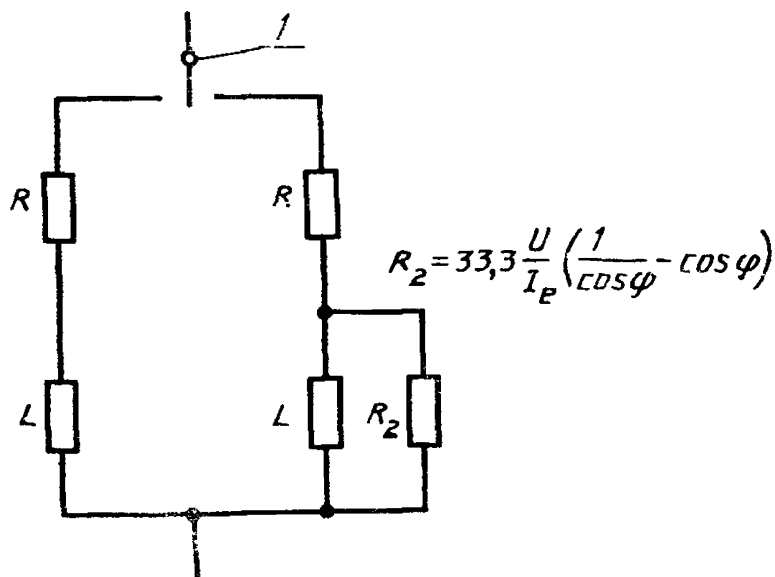 1
R
R
R₂ = 33,3 U/Iₑ (1/cosφ - cosφ)
L
L
R₂